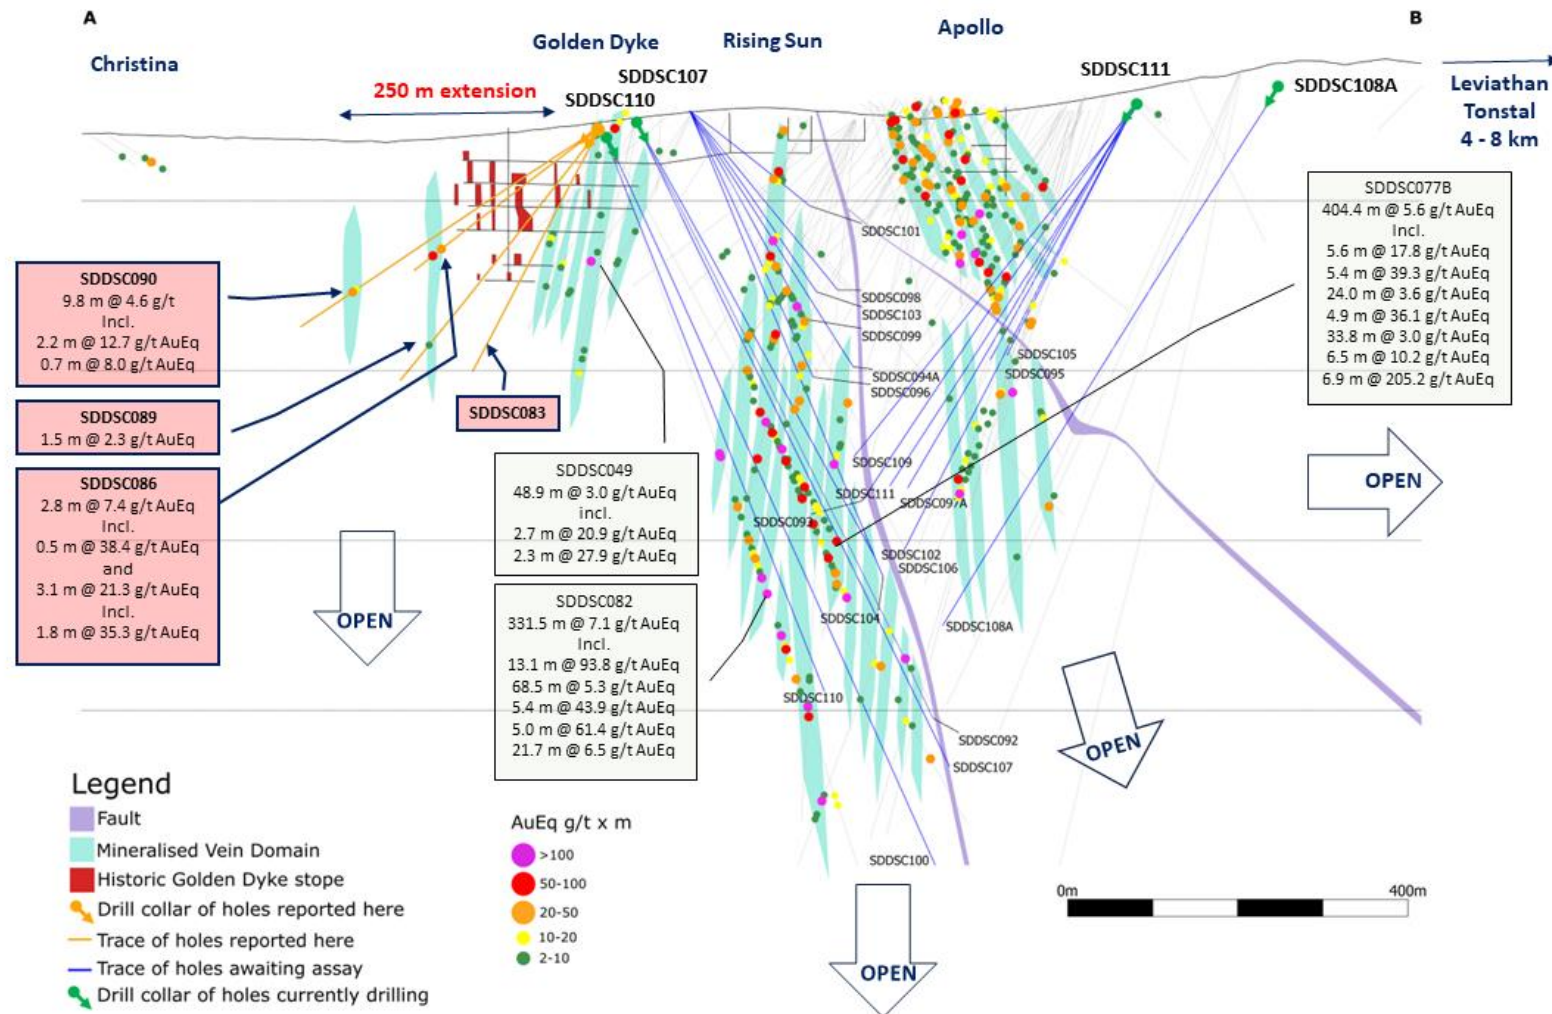 A
B
Christina
Golden Dyke
Rising Sun
Apollo
SDDSC107
SDDSC110
SDDSC111
SDDSC108A
250 m extension
Leviathan
Tonstal
4 - 8 km
SDDSC077B
404.4 m @ 5.6 g/t AuEq
Incl.
5.6 m @ 17.8 g/t AuEq
5.4 m @ 39.3 g/t AuEq
24.0 m @ 3.6 g/t AuEq
4.9 m @ 36.1 g/t AuEq
33.8 m @ 3.0 g/t AuEq
6.5 m @ 10.2 g/t AuEq
6.9 m @ 205.2 g/t AuEq
SDDSC090
9.8 m @ 4.6 g/t
Incl.
2.2 m @ 12.7 g/t AuEq
0.7 m @ 8.0 g/t AuEq
SDDSC089
1.5 m @ 2.3 g/t AuEq
SDDSC086
2.8 m @ 7.4 g/t AuEq
Incl.
0.5 m @ 38.4 g/t AuEq
and
3.1 m @ 21.3 g/t AuEq
Incl.
1.8 m @ 35.3 g/t AuEq
SDDSC083
SDDSC049
48.9 m @ 3.0 g/t AuEq
incl.
2.7 m @ 20.9 g/t AuEq
2.3 m @ 27.9 g/t AuEq
SDDSC082
331.5 m @ 7.1 g/t AuEq
Incl.
13.1 m @ 93.8 g/t AuEq
68.5 m @ 5.3 g/t AuEq
5.4 m @ 43.9 g/t AuEq
5.0 m @ 61.4 g/t AuEq
21.7 m @ 6.5 g/t AuEq
SDDSC101
SDDSC098
SDDSC103
SDDSC099
SDDSC105
SDDSC095
SDDSC094A
SDDSC096
SDDSC109
SDDSC111
SDDSC097A
SDDSC093
SDDSC102
SDDSC106
SDDSC104
SDDSC108A
SDDSC110
SDDSC092
SDDSC107
SDDSC100
OPEN
OPEN
OPEN
OPEN
Legend
Fault
Mineralised Vein Domain
Historic Golden Dyke stope
Drill collar of holes reported here
Trace of holes reported here
Trace of holes awaiting assay
Drill collar of holes currently drilling
AuEq g/t x m
>100
50-100
20-50
10-20
2-10
0m
400m